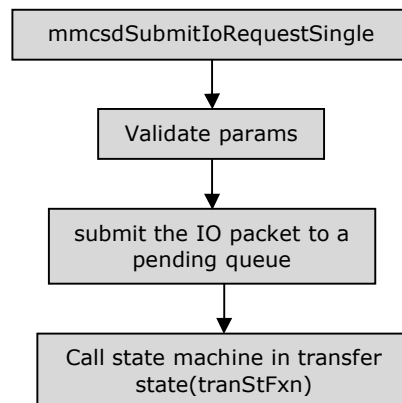 mmcsdSubmitIoRequestSingle
Validate params
submit the IO packet to a
pending queue
Call state machine in transfer
state(tranStFxn)